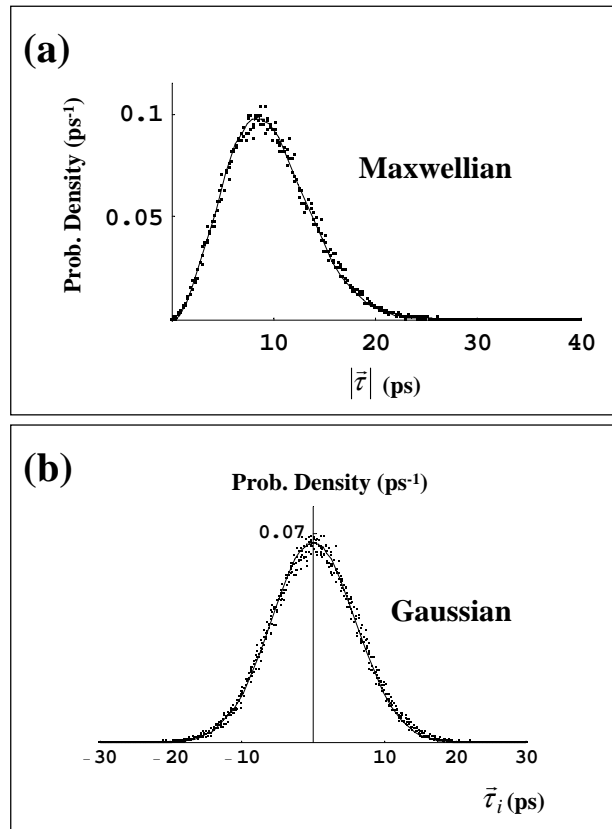 (a)
Prob. Density (ps-1)
0.1
0.05
Maxwellian
10 20 30 40
|τ⃗| (ps)
(b)
Prob. Density (ps-1)
0.07
Gaussian
-30 -20 -10 10 20 30
τ⃗i (ps)